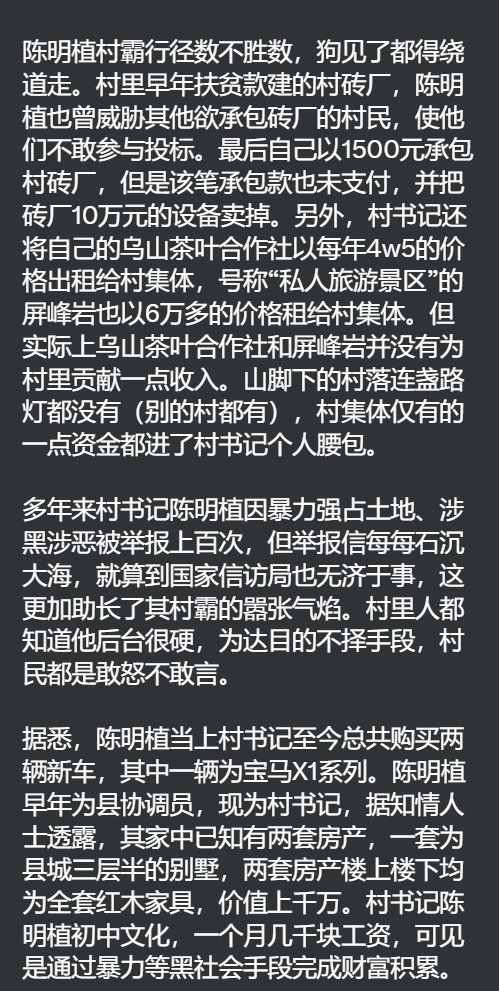 陈明植村霸行径数不胜数，狗见了都得绕
道走。村里早年扶贫款建的村砖厂，陈明
植也曾威胁其他欲承包砖厂的村民，使他
们不敢参与投标。最后自己以1500元承包
村砖厂，但是该笔承包款也未支付，并把
砖厂10万元的设备卖掉。另外，村书记还
将自己的乌山茶叶合作社以每年4w5的价
格出租给村集体，号称“私人旅游景区”的
屏峰岩也以6万多的价格租给村集体。但
实际上乌山茶叶合作社和屏峰岩并没有为
村里贡献一点收入。山脚下的村落连盏路
灯都没有（别的村都有），村集体仅有的
一点资金都进了村书记个人腰包。
多年来村书记陈明植因暴力强占土地、涉
黑涉恶被举报上百次，但举报信每每石沉
大海，就算到国家信访局也无济于事，这
更加助长了其村霸的嚣张气焰。村里人都
知道他后台很硬，为达目的不择手段，村
民都是敢怒不敢言。
据悉，陈明植当上村书记至今总共购买两
辆新车，其中一辆为宝马X1系列。陈明植
早年为县协调员，现为村书记，据知情人
士透露，其家中已知有两套房产，一套为
县城三层半的别墅，两套房产楼上楼下均
为全套红木家具，价值上千万。村书记陈
明植初中文化，一个月几千块工资，可见
是通过暴力等黑社会手段完成财富积累。